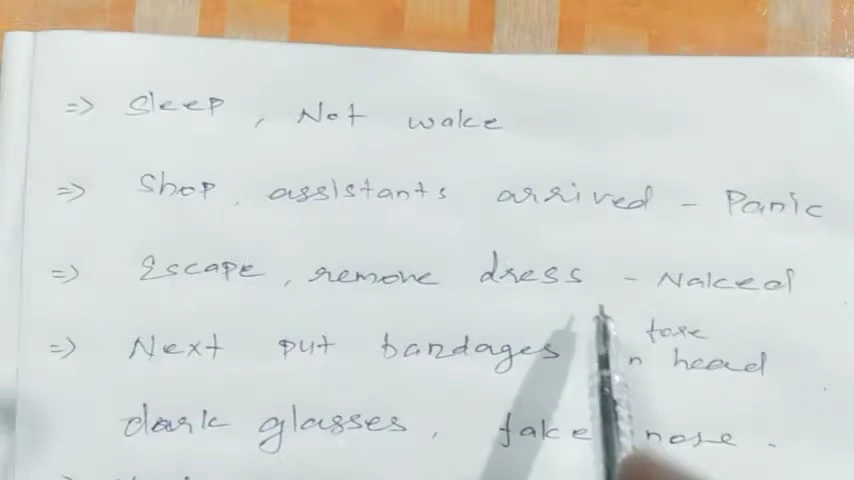 => Sleep, Not wake
=> Shop assistants arrived - Panic
=> Escape, remove dress - Naked
=> Next put bandages head
dark glasses, fake nose.